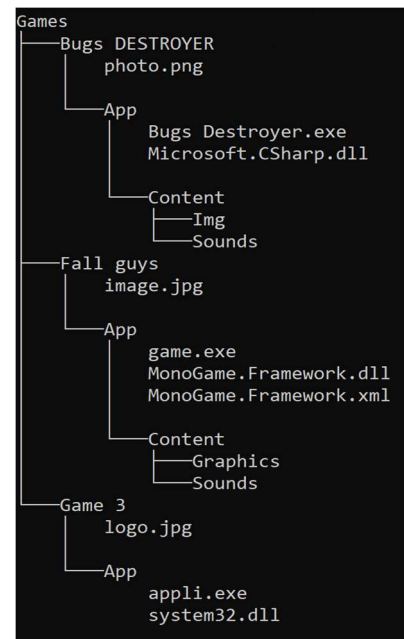 Games
Bugs DESTROYER
photo.png
App
Bugs Destroyer.exe
Microsoft.CSharp.dll
Content
Img
Sounds
Fall guys
image.jpg
App
game.exe
MonoGame.Framework.dll
MonoGame.Framework.xml
Content
Graphics
Sounds
Game 3
logo.jpg
App
appli.exe
system32.dll